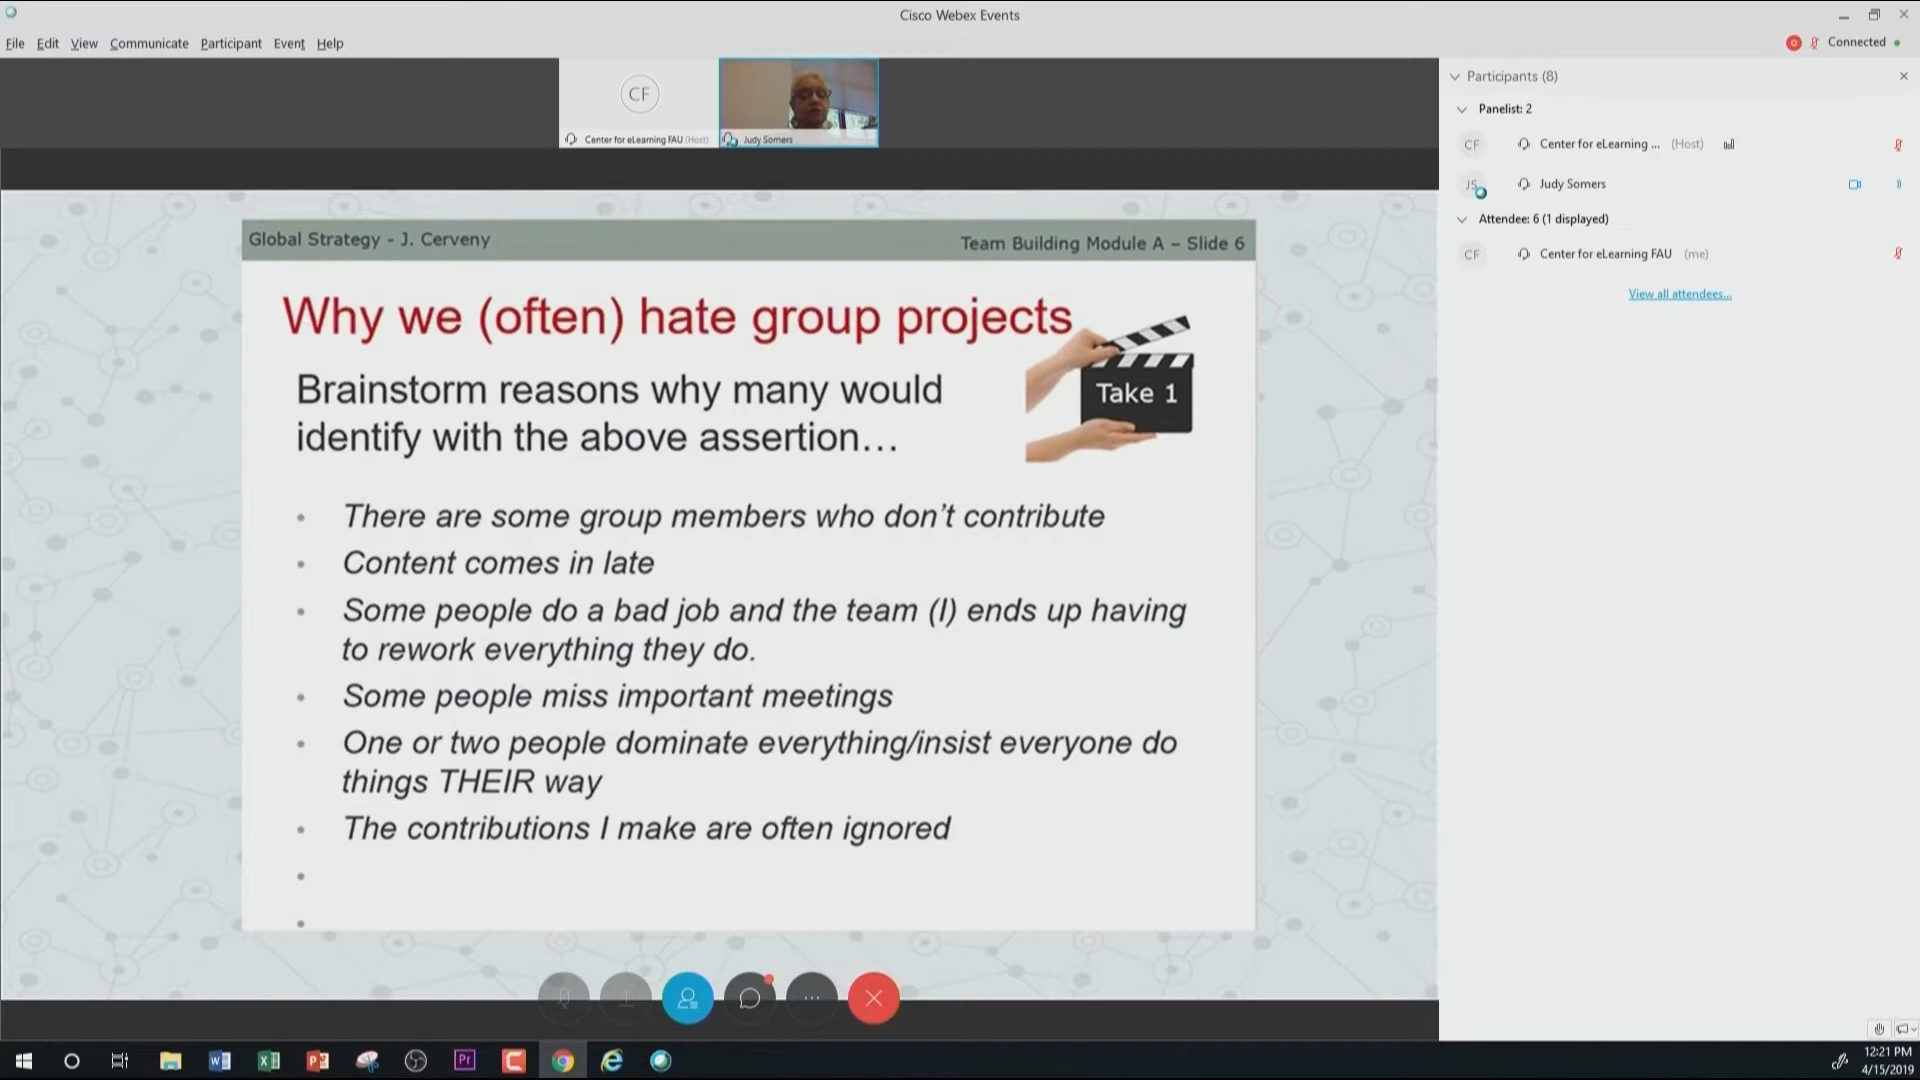 Cisco Webex Events
File Edit View Communicate Participant Event Help
Connected
CF
Center for eLearning FAU (Host)
Judy Somers
Global Strategy - J. Cerveny
Team Building Module A – Slide 6
Why we (often) hate group projects
Take 1
Brainstorm reasons why many would
identify with the above assertion…
• There are some group members who don’t contribute
• Content comes in late
• Some people do a bad job and the team (I) ends up having
to rework everything they do.
• Some people miss important meetings
• One or two people dominate everything/insist everyone do
things THEIR way
• The contributions I make are often ignored
•
•
Participants (8)
Panelist: 2
CF Center for eLearning ... (Host)
JS Judy Somers
Attendee: 6 (1 displayed)
CF Center for eLearning FAU (me)
View all attendees...
Pr
12:21 PM
4/15/2019